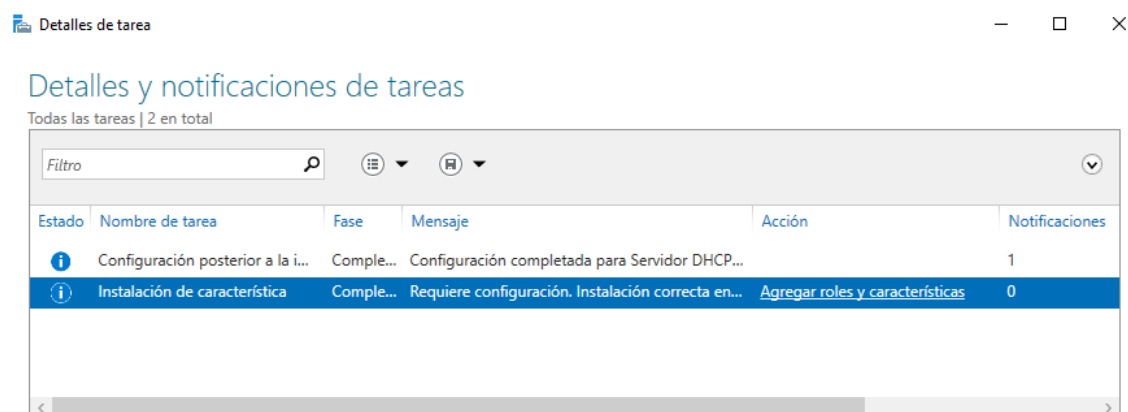 Detalles de tarea
Detalles y notificaciones de tareas
Todas las tareas | 2 en total
Filtro
Estado Nombre de tarea Fase Mensaje Acción Notificaciones
Configuración posterior a la i... Comple... Configuración completada para Servidor DHCP... 1
Instalación de característica Comple... Requiere configuración. Instalación correcta en... Agregar roles y características 0